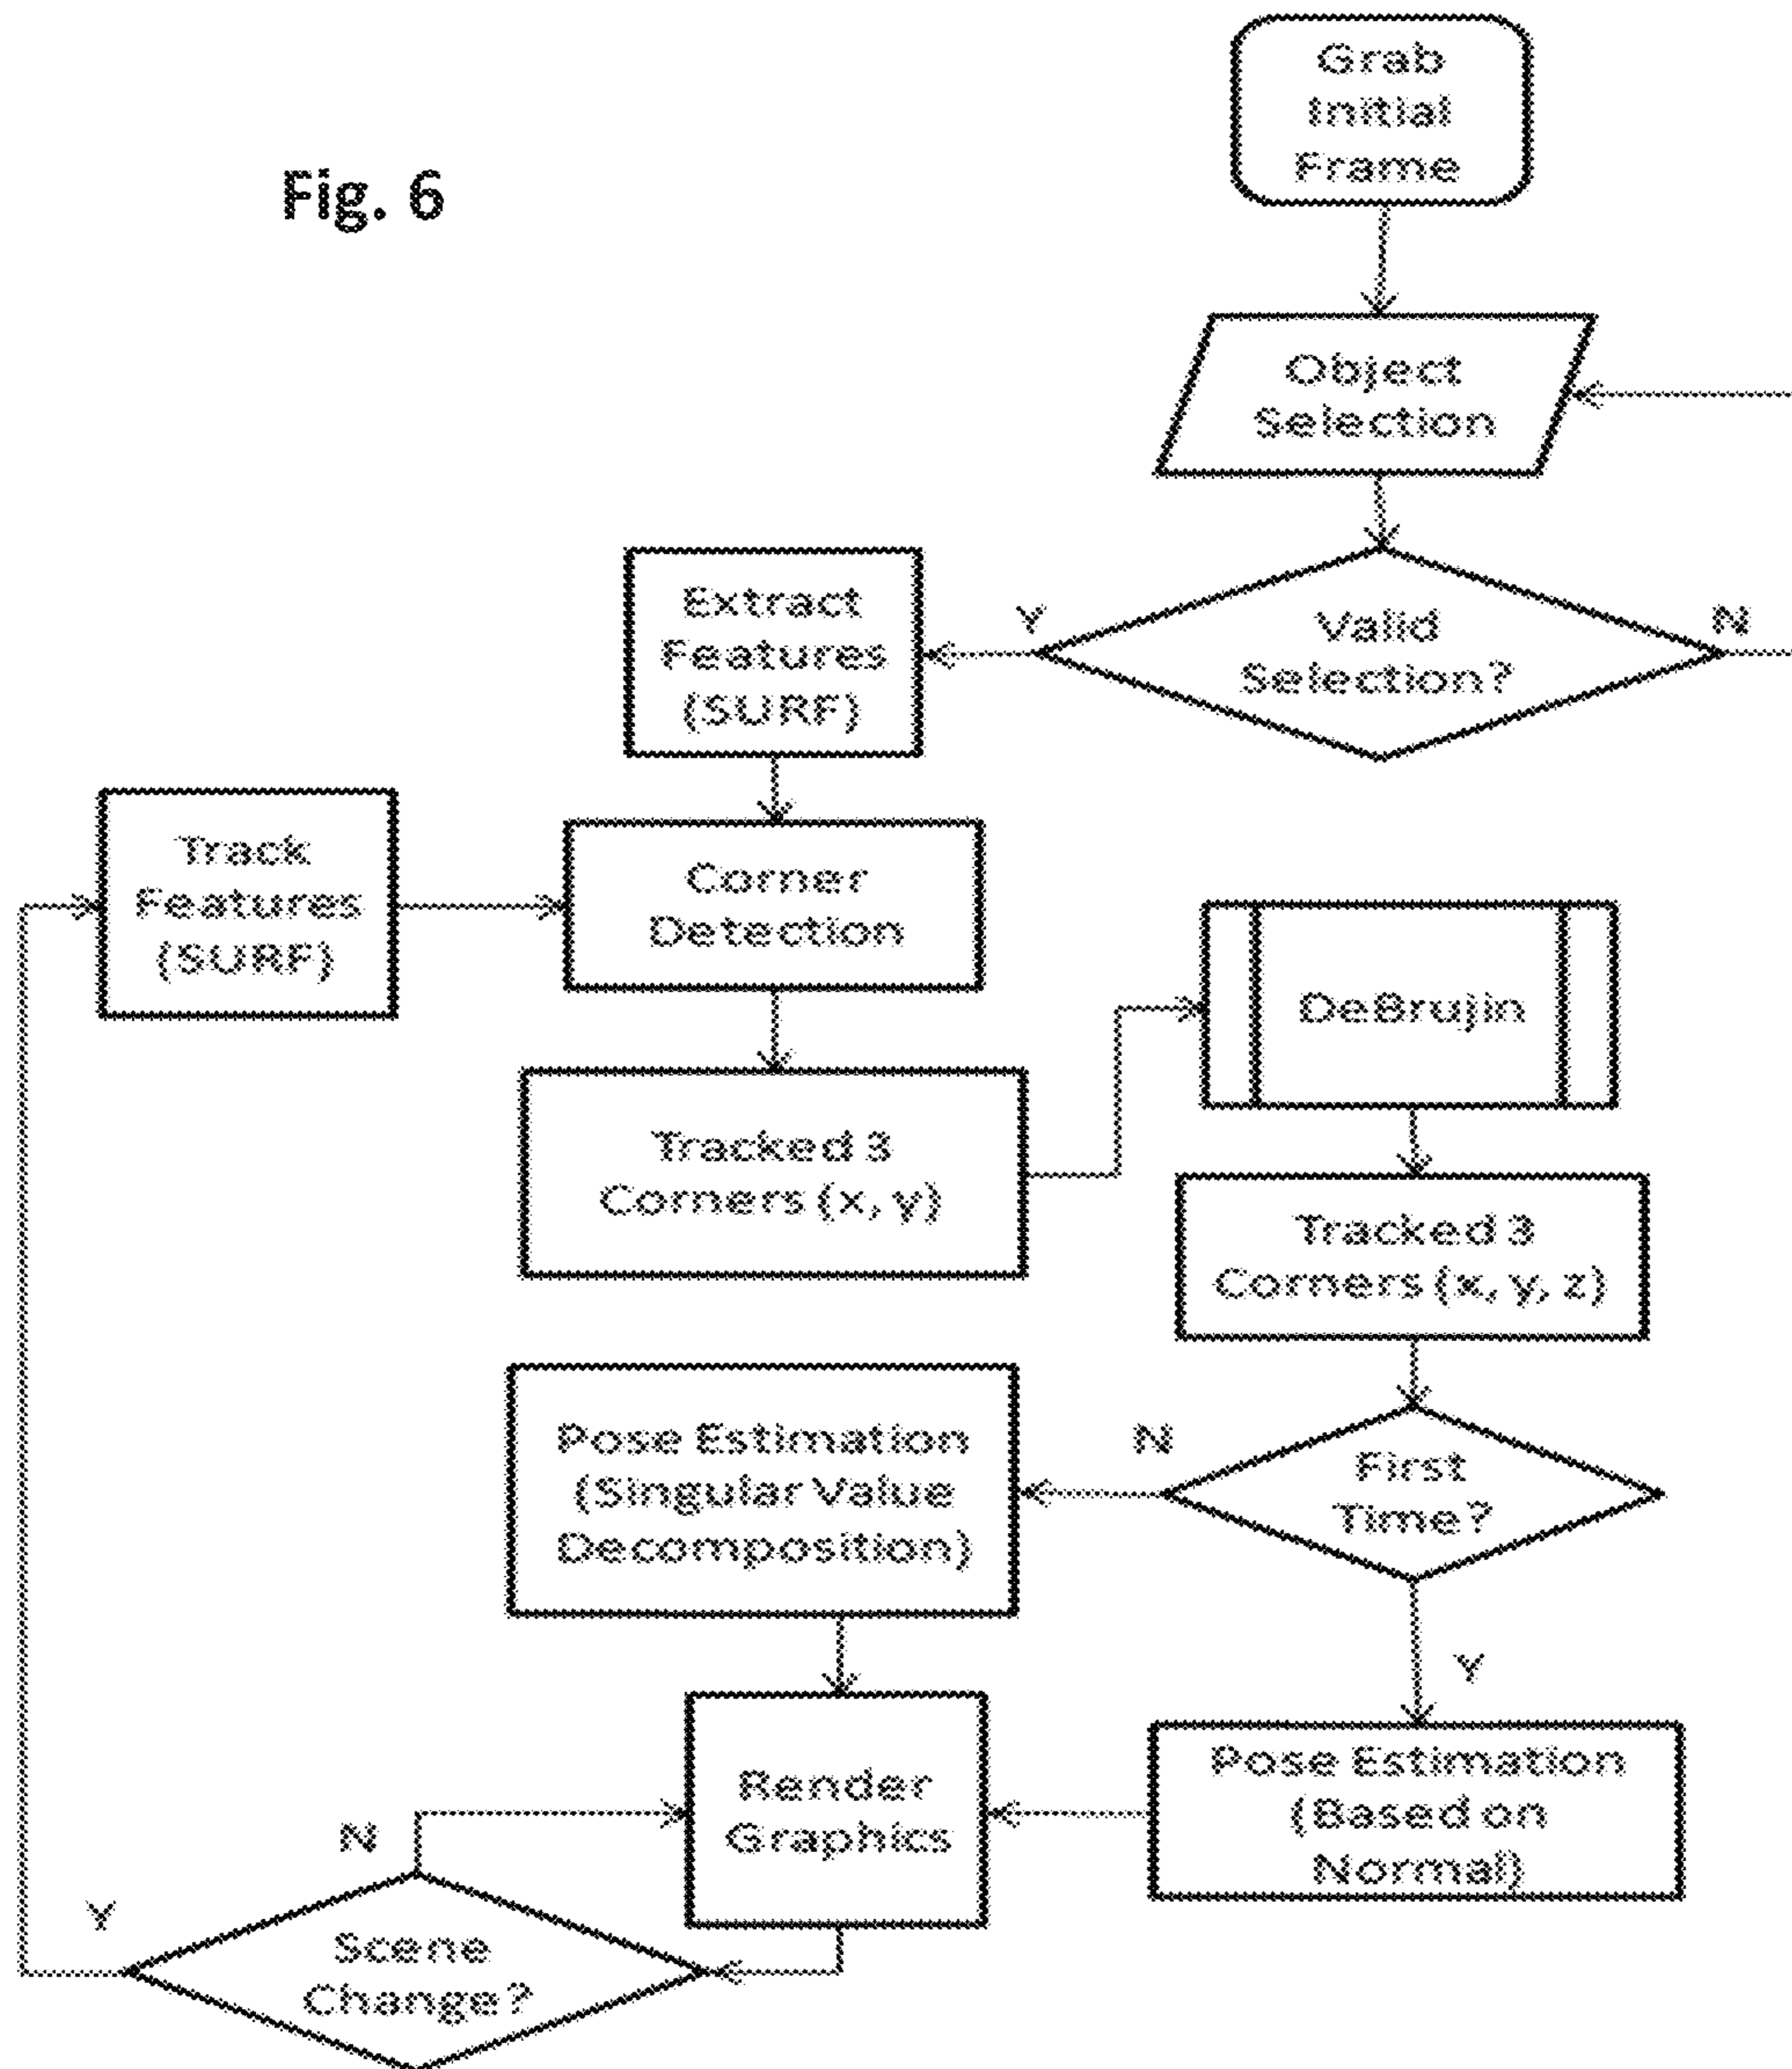 Grab
Initial
Frame
Fig. 6
Object
Selection
Valid
Selection?
Y
N
Extract
Features
(SURF)
Track
Features
(SURF)
Corner
Detection
DeBrujin
Tracked 3
Corners (x, y)
Tracked 3
Corners (x, y, z)
First
Time?
N
Y
Pose Estimation
(Singular Value
Decomposition)
Pose Estimation
(Based on
Normal)
Render
Graphics
N
Y
Scene
Change?